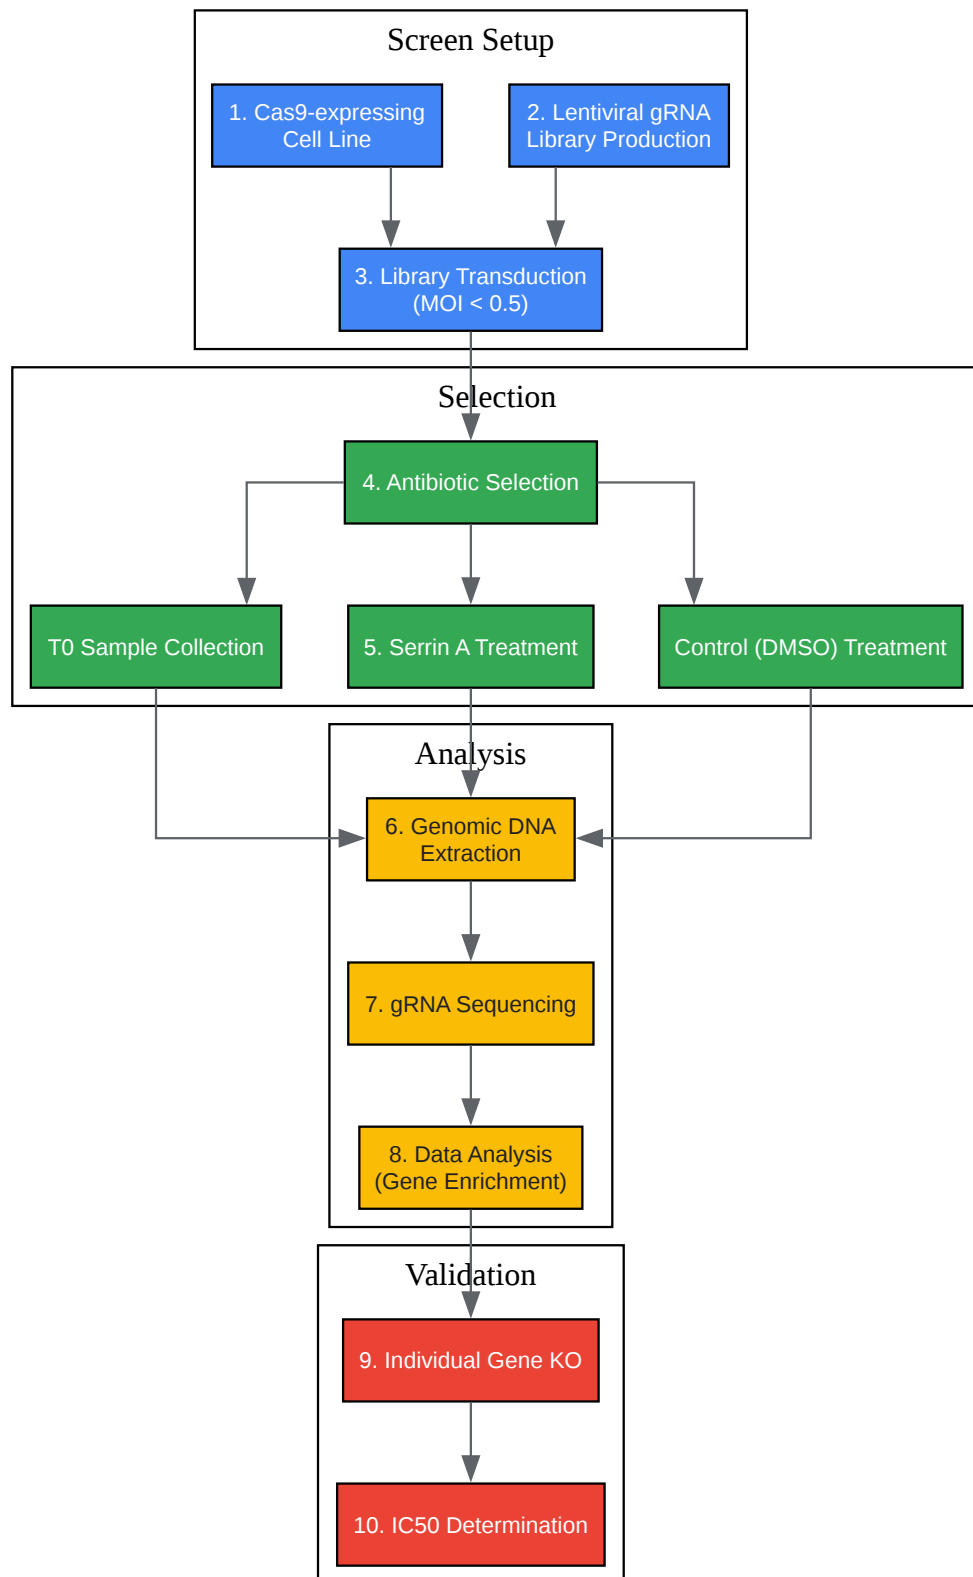 Screen Setup
1. Cas9-expressing
Cell Line
2. Lentiviral gRNA
Library Production
3. Library Transduction
(MOI < 0.5)
Selection
4. Antibiotic Selection
T0 Sample Collection
5. Serrin A Treatment
Control (DMSO) Treatment
Analysis
6. Genomic DNA
Extraction
7. gRNA Sequencing
8. Data Analysis
(Gene Enrichment)
Validation
9. Individual Gene KO
10. IC50 Determination